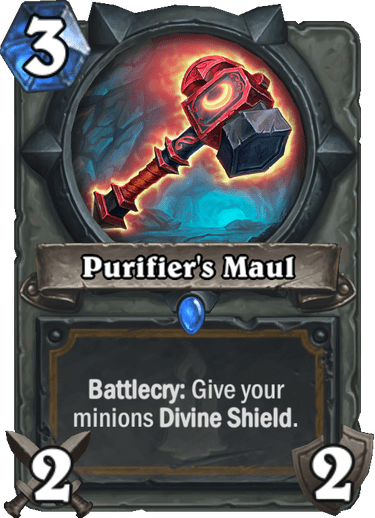 3
Purifier's Maul
Battlecry: Give your
minions Divine Shield.
2
2